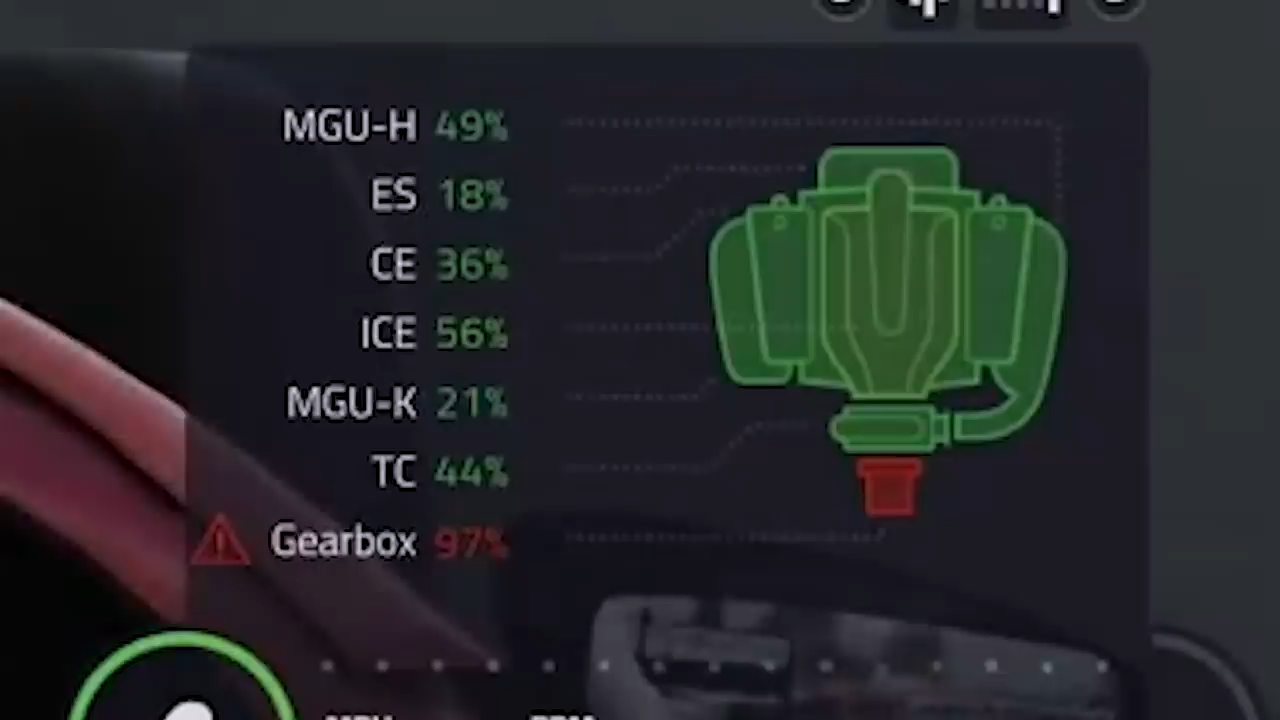 MGU-H 49%
ES 18%
CE 36%
ICE 56%
MGU-K 21%
TC 44%
Gearbox 97%